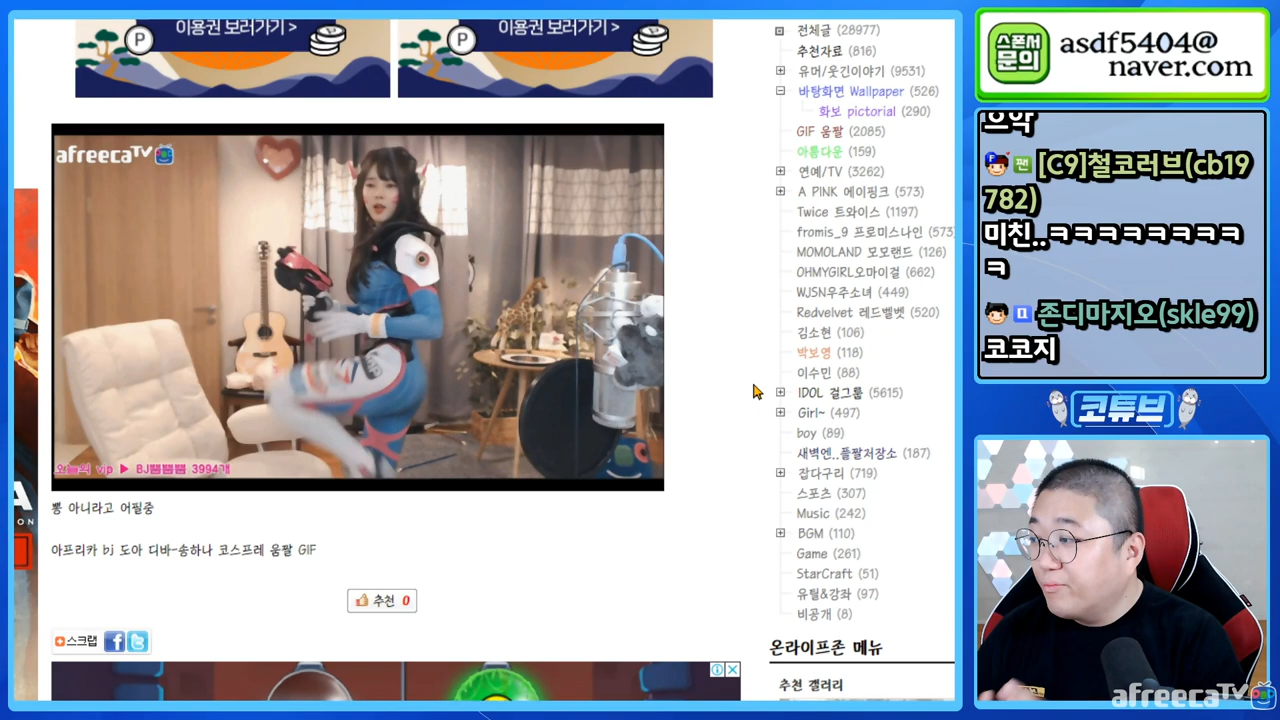 이용권 보러가기 >
이용권 보러가기 >
P
P
afreecaTV
오늘의 vip ▶ BJ쁨쁨쁨 3994개
뽕 아니라고 어필중
아프리카 bj 도아 디바-송하나 코스프레 움짤 GIF
추천 0
+스크랩
전체글 (28977)
추천자료 (816)
유머/웃긴이야기 (9531)
바탕화면 Wallpaper (526)
화보 pictorial (290)
GIF 움짤 (2085)
아름다운 (159)
연예/TV (3262)
A PINK 에이핑크 (573)
Twice 트와이스 (1197)
fromis_9 프로미스나인 (573)
MOMOLAND 모모랜드 (126)
OHMYGIRL오마이걸 (662)
WJSN우주소녀 (449)
Redvelvet 레드벨벳 (520)
김소현 (106)
박보영 (118)
이수민 (88)
IDOL 걸그룹 (5615)
Girl~ (497)
boy (89)
새벽엔..플짤저장소 (187)
잡다구리 (719)
스포츠 (307)
Music (242)
BGM (110)
Game (261)
StarCraft (51)
유틸&강좌 (97)
비공개 (8)
온라이프존 메뉴
추천 갤러리
스폰서
문의
asdf5404@
naver.com
으악
팬 [C9]철코러브(cb19
782)
미친..ㅋㅋㅋㅋㅋㅋㅋㅋ
ㅋ
존디마지오(skle99)
코코지
코튜브
afreecaTV